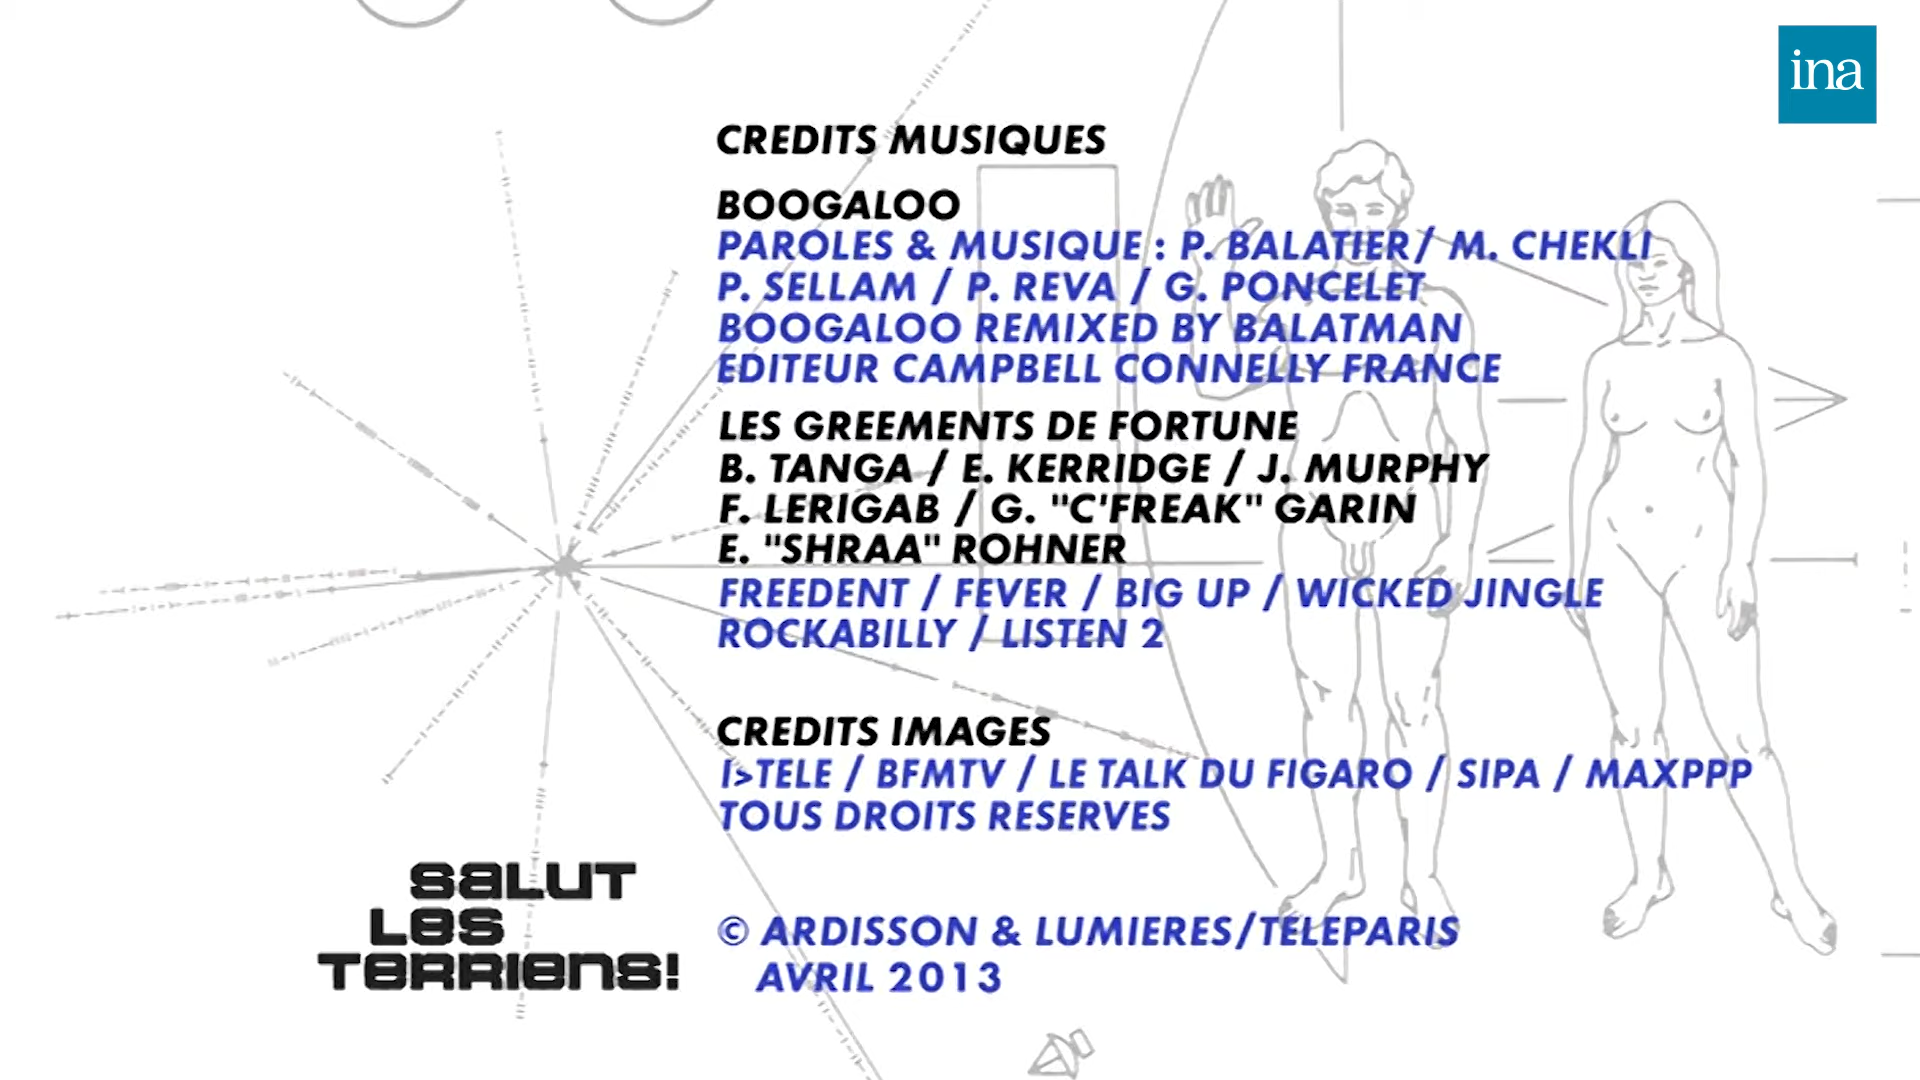 ina
CREDITS MUSIQUES
BOOGALOO
PAROLES & MUSIQUE : P. BALATIER/ M. CHEKLI
P. SELLAM / P. REVA / G. PONCELET
BOOGALOO REMIXED BY BALATMAN
EDITEUR CAMPBELL CONNELLY FRANCE
LES GREEMENTS DE FORTUNE
B. TANGA / E. KERRIDGE / J. MURPHY
F. LERIGAB / G. "C'FREAK" GARIN
E. "SHRAA" ROHNER
FREEDENT / FEVER / BIG UP / WICKED JINGLE
ROCKABILLY / LISTEN 2
CREDITS IMAGES
I>TELE / BFMTV / LE TALK DU FIGARO / SIPA / MAXPPP
TOUS DROITS RESERVES
SALUT
LES
TERRIENS!
© ARDISSON & LUMIERES/TELEPARIS
AVRIL 2013